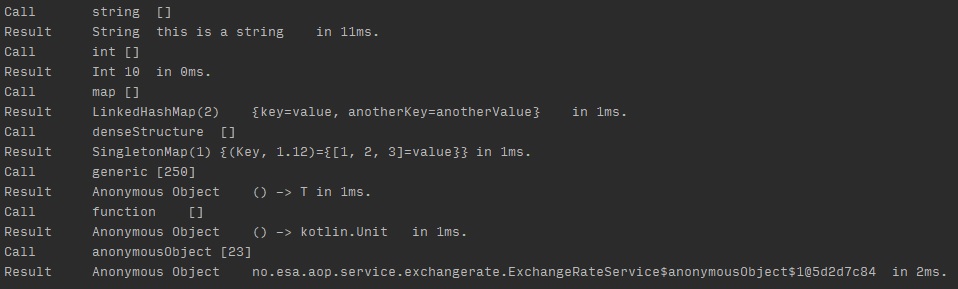 Call string []
Result String this is a string in 11ms.
Call int []
Result Int 10 in 0ms.
Call map []
Result LinkedHashMap(2) {key=value, anotherKey=anotherValue} in 1ms.
Call denseStructure []
Result SingletonMap(1) {(Key, 1.12)={[1, 2, 3]=value}} in 1ms.
Call generic [250]
Result Anonymous Object () -> T in 1ms.
Call function []
Result Anonymous Object () -> kotlin.Unit in 1ms.
Call anonymousObject [23]
Result Anonymous Object no.esa.aop.service.exchangerate.ExchangeRateService$anonymousObject$1@5d2d7c84 in 2ms.